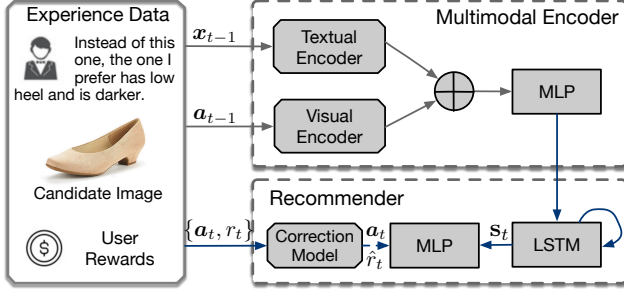 Experience Data
Instead of this
one, the one I
prefer has low
heel and is darker.
Candidate Image
$
User
Rewards
Multimodal Encoder
x_{t−1}
Textual
Encoder
a_{t−1}
Visual
Encoder
MLP
Recommender
{a_t, r_t}
Correction
Model
a_t
r̂_t
MLP
s_t
LSTM